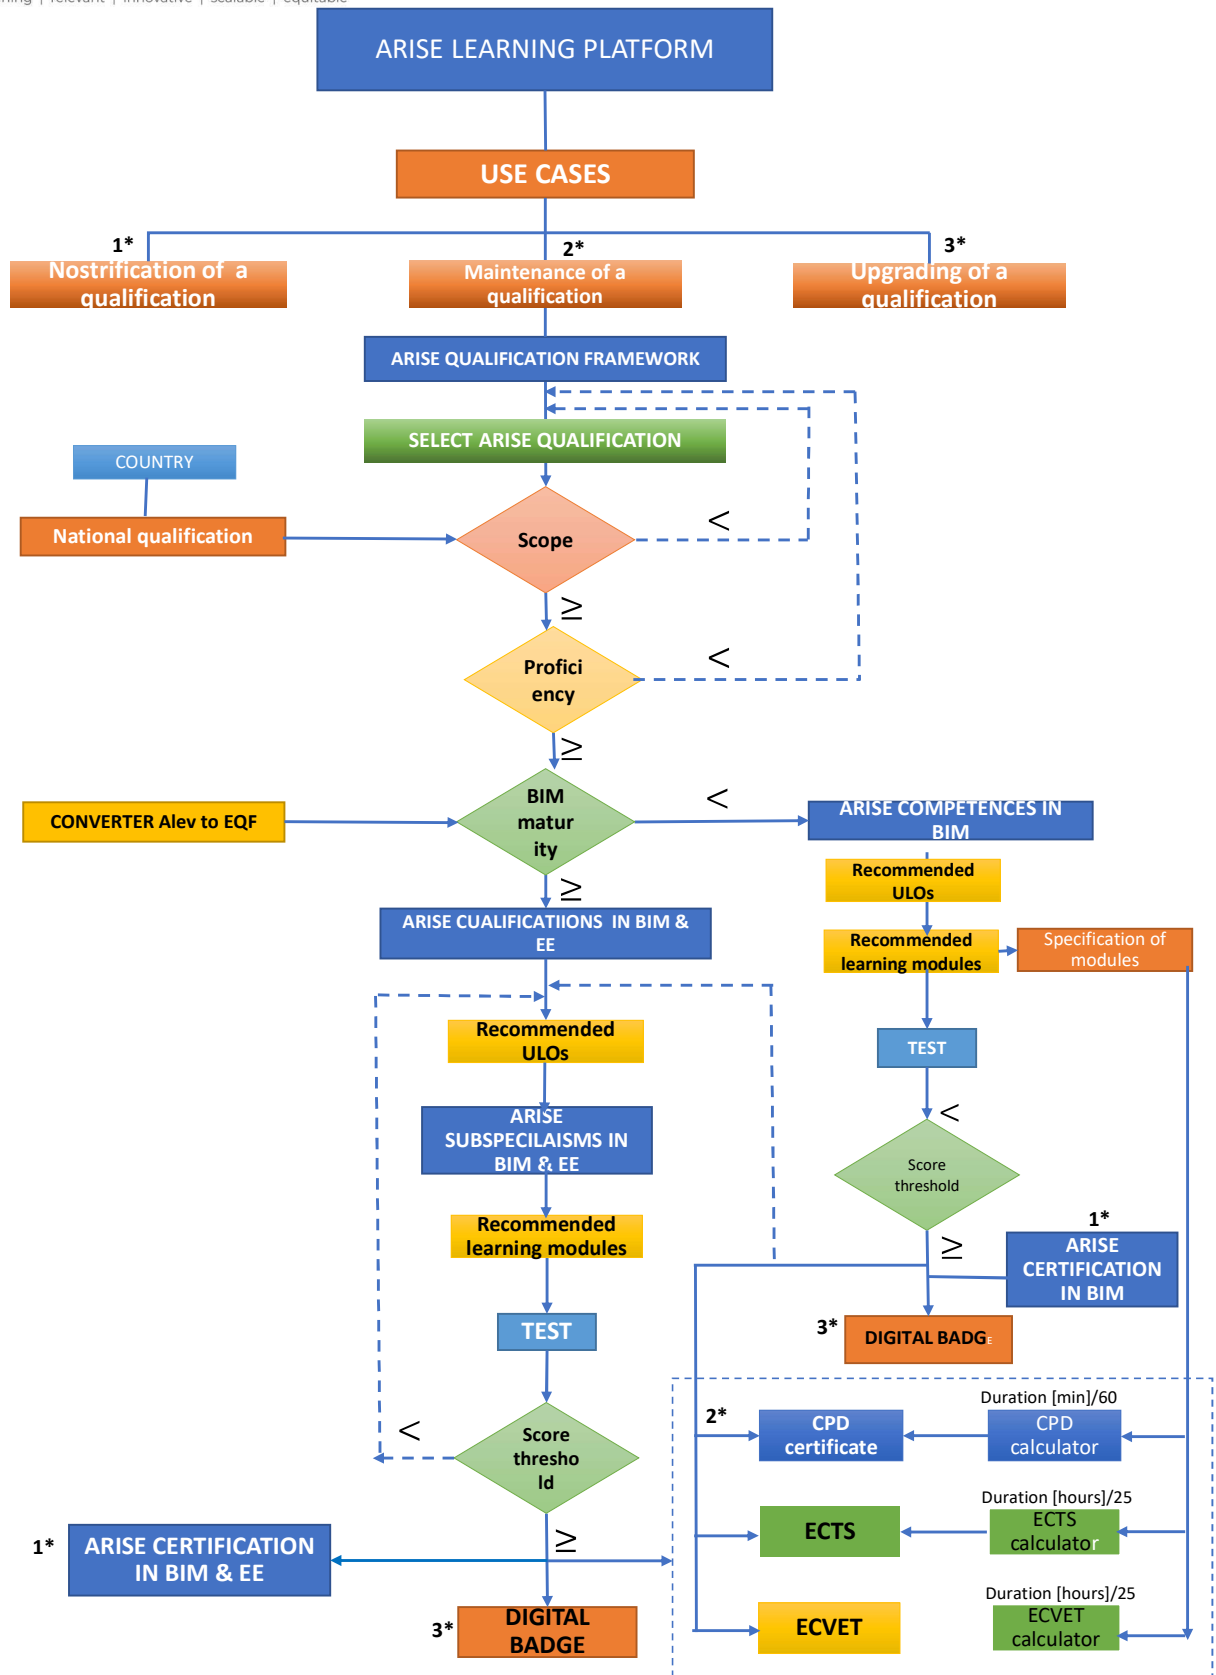 relevant | innovative | scalable | equitable
ARISE LEARNING PLATFORM
USE CASES
1*
2*
3*
Nostrification of a
qualification
Maintenance of a
qualification
Upgrading of a
qualification
ARISE QUALIFICATION FRAMEWORK
SELECT ARISE QUALIFICATION
COUNTRY
National qualification
Scope
<
≥
Profici
ency
<
≥
CONVERTER Alev to EQF
BIM
matur
ity
<
≥
ARISE COMPETENCES IN
BIM
Recommended
ULOs
Recommended
learning modules
Specification of
modules
TEST
<
Score
threshold
≥
1*
ARISE
CERTIFICATION
IN BIM
3*
DIGITAL BADGE
ARISE CUALIFICATIIONS IN BIM &
EE
Recommended
ULOs
ARISE
SUBSPECILAISMS IN
BIM & EE
Recommended
learning modules
TEST
<
Score
thresho
ld
≥
1*
ARISE CERTIFICATION
IN BIM & EE
3*
DIGITAL
BADGE
2*
CPD
certificate
Duration [min]/60
CPD
calculator
ECTS
Duration [hours]/25
ECTS
calculator
ECVET
Duration [hours]/25
ECVET
calculator